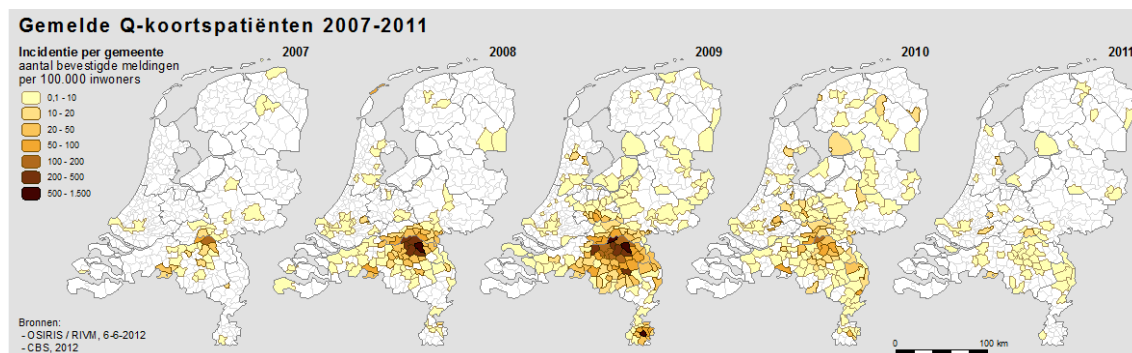 Gemelde Q-koortspatiënten 2007-2011
Incidentie per gemeente
aantal bevestigde meldingen
per 100.000 inwoners
2007
2008
2009
2010
2011
0,1 - 10
10 - 20
20 - 50
50 - 100
100 - 200
200 - 500
500 - 1.500
Bronnen:
- OSIRIS / RIVM, 6-6-2012
- CBS, 2012
0 100 km